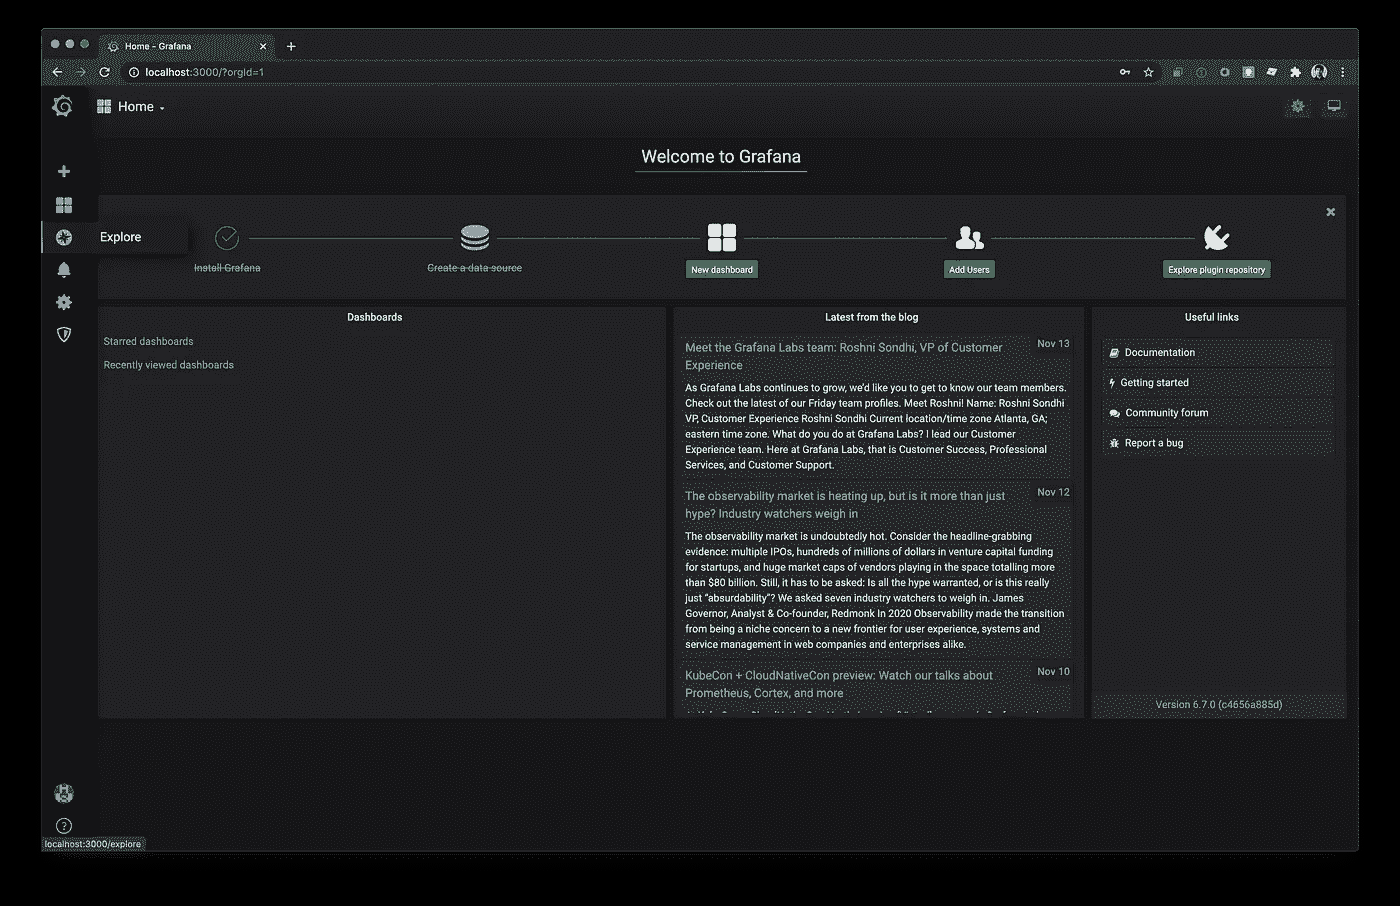 Home - Grafana
localhost:3000/?orgId=1
Home
Welcome to Grafana
Explore
Install Grafana
Create a data source
New dashboard
Add Users
Explore plugin repository
Dashboards
Starred dashboards
Recently viewed dashboards
Latest from the blog
Meet the Grafana Labs team: Roshni Sondhi, VP of Customer
Experience
Nov 13
As Grafana Labs continues to grow, we'd like you to get to know our team members.
Check out the latest of our Friday team profiles. Meet Roshni! Name: Roshni Sondhi
VP, Customer Experience Roshni Sondhi Current location/time zone Atlanta, GA;
eastern time zone. What do you do at Grafana Labs? I lead our Customer
Experience team. Here at Grafana Labs, that is Customer Success, Professional
Services, and Customer Support.
The observability market is heating up, but is it more than just
hype? Industry watchers weigh in
Nov 12
The observability market is undoubtedly hot. Consider the headline-grabbing
evidence: multiple IPOs, hundreds of millions of dollars in venture capital funding
for startups, and huge market caps of vendors playing in the space totalling more
than $80 billion. Still, it has to be asked: Is all the hype warranted, or is this really
just “absurdability”? We asked seven industry watchers to weigh in. James
Governor, Analyst & Co-founder, Redmonk In 2020 Observability made the transition
from being a niche concern to a new frontier for user experience, systems and
service management in web companies and enterprises alike.
KubeCon + CloudNativeCon preview: Watch our talks about
Prometheus, Cortex, and more
Nov 10
Useful links
Documentation
Getting started
Community forum
Report a bug
Version 6.7.0 (c4656a885d)
localhost:3000/explore